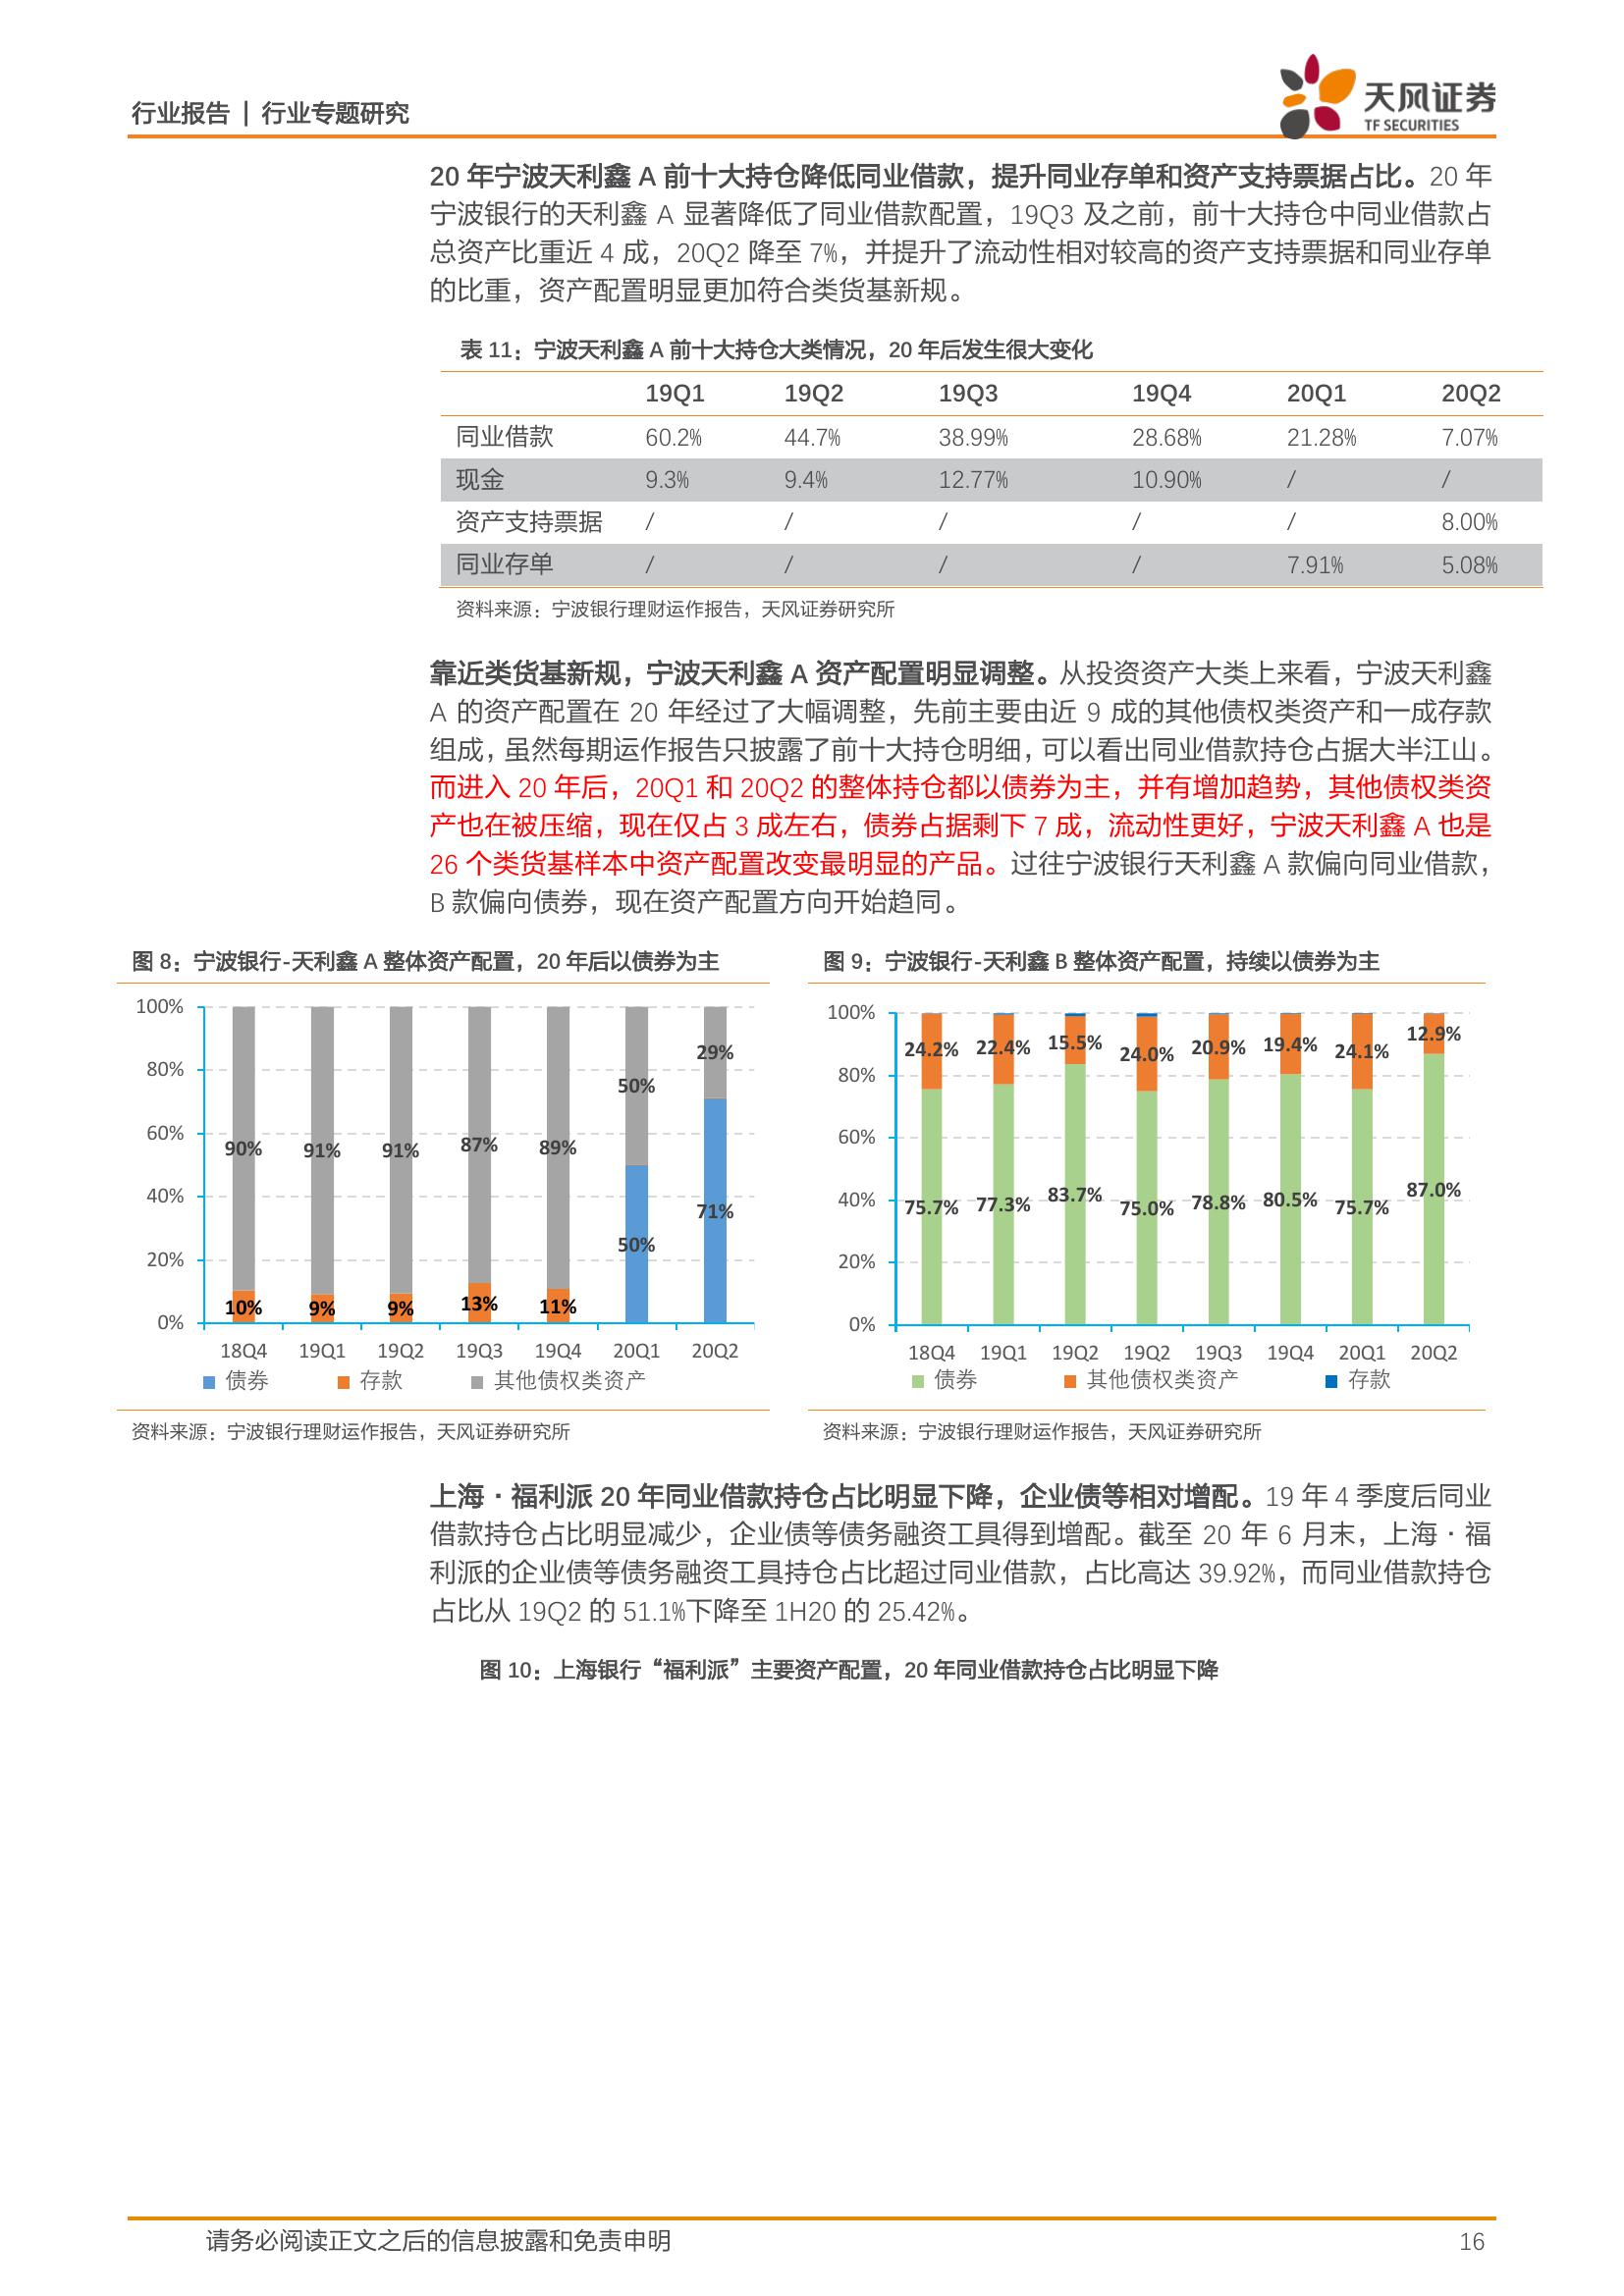 行业报告 | 行业专题研究
天风证券
TF SECURITIES
20 年宁波天利鑫 A 前十大持仓降低同业借款，提升同业存单和资产支持票据占比。20 年
宁波银行的天利鑫 A 显著降低了同业借款配置，19Q3 及之前，前十大持仓中同业借款占
总资产比重近 4 成，20Q2 降至 7%，并提升了流动性相对较高的资产支持票据和同业存单
的比重，资产配置明显更加符合类货基新规。
表 11：宁波天利鑫 A 前十大持仓大类情况，20 年后发生很大变化
19Q1 19Q2 19Q3 19Q4 20Q1 20Q2
同业借款 60.2% 44.7% 38.99% 28.68% 21.28% 7.07%
现金 9.3% 9.4% 12.77% 10.90% / /
资产支持票据 / / / / / 8.00%
同业存单 / / / / 7.91% 5.08%
资料来源：宁波银行理财运作报告，天风证券研究所
靠近类货基新规，宁波天利鑫 A 资产配置明显调整。从投资资产大类上来看，宁波天利鑫
A 的资产配置在 20 年经过了大幅调整，先前主要由近 9 成的其他债权类资产和一成存款
组成，虽然每期运作报告只披露了前十大持仓明细，可以看出同业借款持仓占据大半江山。
而进入 20 年后，20Q1 和 20Q2 的整体持仓都以债券为主，并有增加趋势，其他债权类资
产也在被压缩，现在仅占 3 成左右，债券占据剩下 7 成，流动性更好，宁波天利鑫 A 也是
26 个类货基样本中资产配置改变最明显的产品。过往宁波银行天利鑫 A 款偏向同业借款，
B 款偏向债券，现在资产配置方向开始趋同。
图 8：宁波银行-天利鑫 A 整体资产配置，20 年后以债券为主
100%
80%
60%
40%
20%
0%
29%
50%
90% 91% 91% 87% 89%
71%
50%
10% 9% 9% 13% 11%
18Q4 19Q1 19Q2 19Q3 19Q4 20Q1 20Q2
债券 存款 其他债权类资产
资料来源：宁波银行理财运作报告，天风证券研究所
图 9：宁波银行-天利鑫 B 整体资产配置，持续以债券为主
100%
80%
60%
40%
20%
0%
24.2% 22.4% 15.5% 24.0% 20.9% 19.4% 24.1% 12.9%
75.7% 77.3% 83.7% 75.0% 78.8% 80.5% 75.7% 87.0%
18Q4 19Q1 19Q2 19Q2 19Q3 19Q4 20Q1 20Q2
债券 其他债权类资产 存款
资料来源：宁波银行理财运作报告，天风证券研究所
上海·福利派 20 年同业借款持仓占比明显下降，企业债等相对增配。19 年 4 季度后同业
借款持仓占比明显减少，企业债等债务融资工具得到增配。截至 20 年 6 月末，上海·福
利派的企业债等债务融资工具持仓占比超过同业借款，占比高达 39.92%，而同业借款持仓
占比从 19Q2 的 51.1%下降至 1H20 的 25.42%。
图 10：上海银行“福利派”主要资产配置，20 年同业借款持仓占比明显下降
请务必阅读正文之后的信息披露和免责申明
16